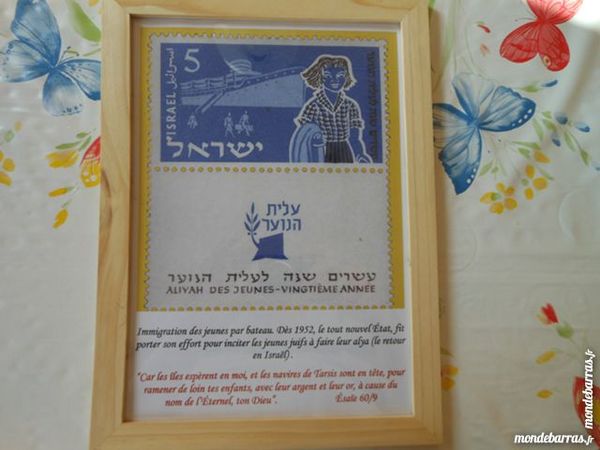 5
اسرائيل
ISRAEL
ישראל
עלית
הנוער
עשרים שנה לעלית הנוער
ALIYAH DES JEUNES-VINGTIÈME ANNÉE
Immigration des jeunes par bateau. Dès 1952, le tout nouvel État, fit
porter son effort pour inciter les jeunes juifs à faire leur alya (le retour
en Israël).
"Car les îles espèrent en moi, et les navires de Tarsis sont en tête, pour
ramener de loin tes enfants, avec leur argent et leur or, à cause du
nom de l'Éternel, ton Dieu". Ésaïe 60/9
mondebarras.fr
www.mondebarras.fr